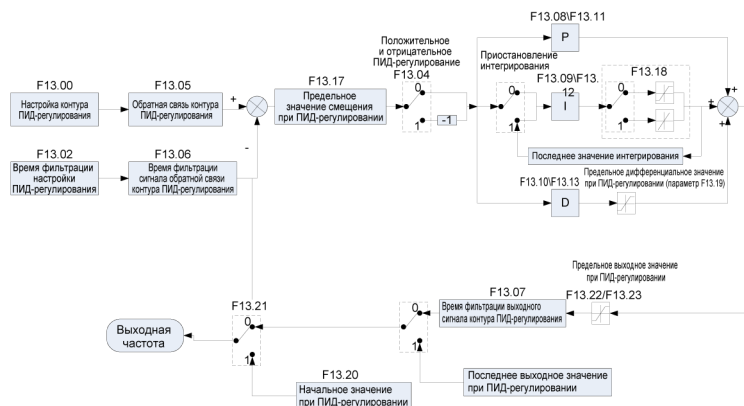 F13.00
Настройка контура
ПИД-регулирования
F13.05
Обратная связь контура
ПИД-регулирования
+
-
F13.02
Время фильтрации
настройки
ПИД-регулирования
F13.06
Время фильтрации
сигнала обратной связи
контура ПИД-регулирования
F13.17
Предельное
значение смещения
при ПИД-регулировании
Положительное
и отрицательное
ПИД-регулирование
F13.04
0
1
-1
Приостановление
интегрирования
0
1
F13.08\F13.11
P
F13.09\F13.
12
I
F13.18
0
1
Последнее значение интегрирования
F13.10\F13.13
D
Предельное дифференциальное значение
при ПИД-регулировании (параметр F13.19)
+
+
+
Предельное выходное значение
при ПИД-регулировании
F13.22/F13.23
F13.07
Время фильтрации выходного
сигнала контура ПИД-регулирования
0
1
Последнее выходное значение
при ПИД-регулировании
F13.21
0
1
F13.20
Начальное значение
при ПИД-регулировании
Выходная
частота